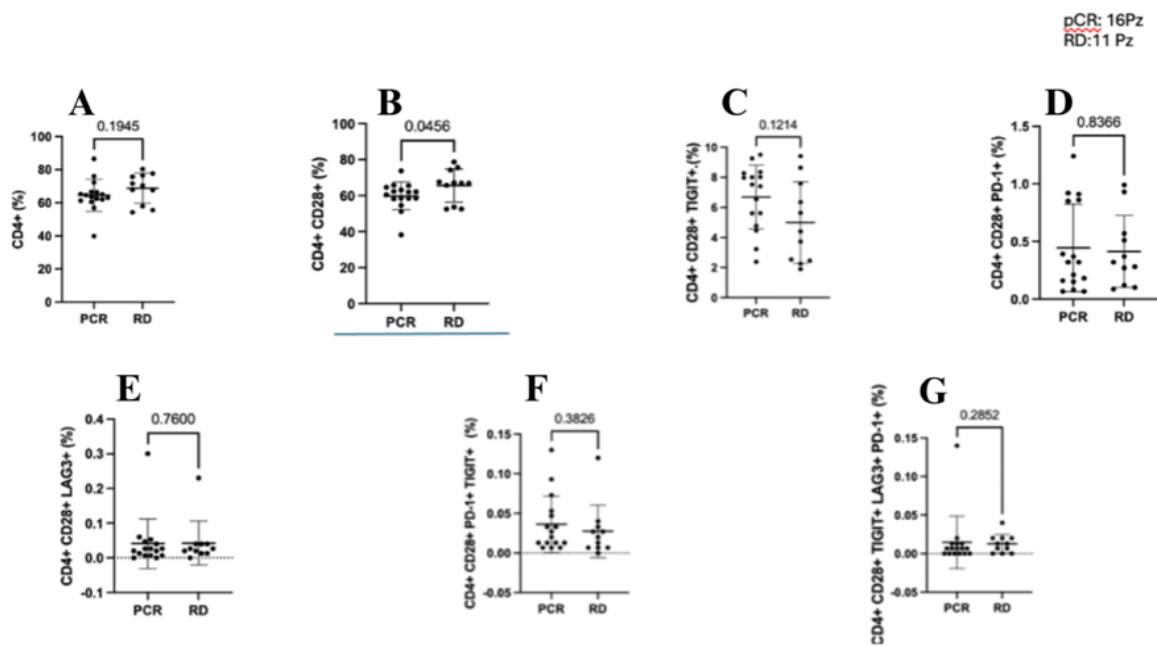 pCR: 16Pz
RD:11 Pz
A
0.1945
CD4+ (%)
100
80
60
40
20
0
PCR RD
B
0.0456
CD4+ CD28+ (%)
100
80
60
40
20
0
PCR RD
C
0.1214
CD4+ CD28+ TIGIT+.(%)
10
8
6
4
2
0
PCR RD
D
0.8366
CD4+ CD28+ PD-1+ (%)
1.5
1.0
0.5
0.0
PCR RD
E
0.7600
CD4+ CD28+ LAG3+ (%)
0.4
0.3
0.2
0.1
0.0
-0.1
PCR RD
F
0.3826
CD4+ CD28+ PD-1+ TIGIT+ (%)
0.15
0.10
0.05
0.00
-0.05
PCR RD
G
0.2852
CD4+ CD28+ TIGIT+ LAG3+ PD-1+ (%)
0.15
0.10
0.05
0.00
-0.05
PCR RD